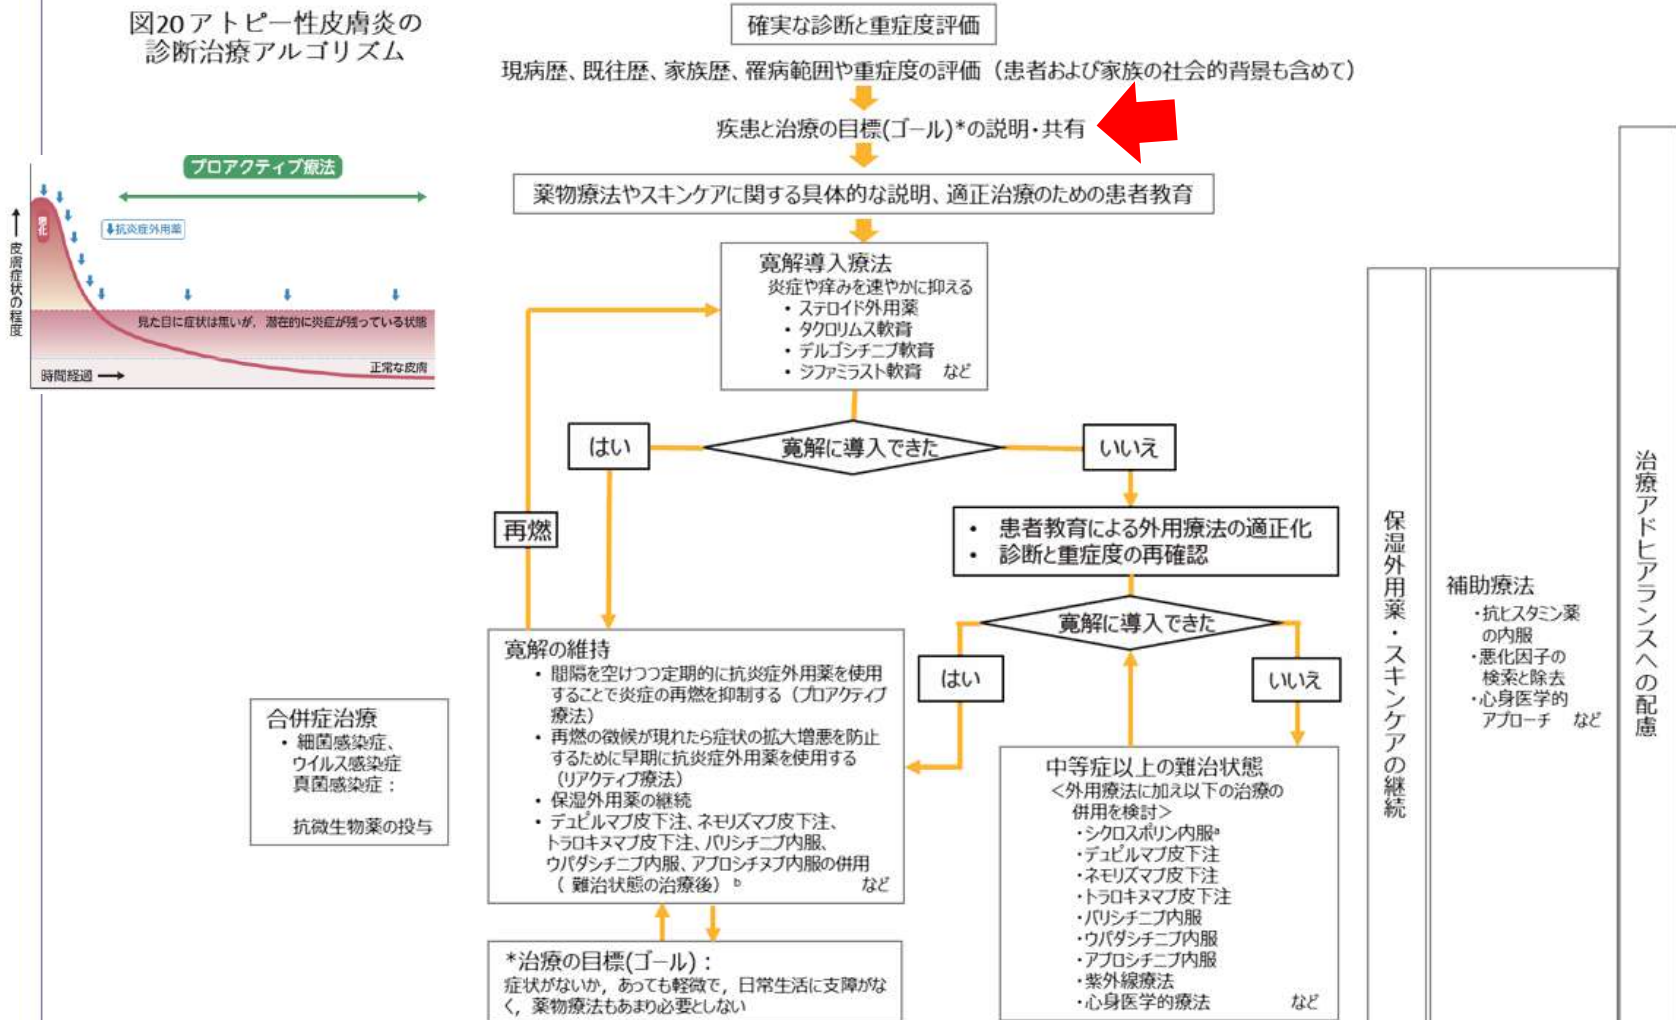 図20 アトピー性皮膚炎の
診断治療アルゴリズム
確実な診断と重症度評価
現病歴、既往歴、家族歴、罹病範囲や重症度の評価（患者および家族の社会的背景も含めて）
疾患と治療の目標(ゴール)*の説明・共有
薬物療法やスキンケアに関する具体的な説明、適正治療のための患者教育
プロアクティブ療法
悪化
抗炎症外用薬
皮膚症状の程度
見た目に症状は無いが，潜在的に炎症が残っている状態
正常な皮膚
時間経過
寛解導入療法
炎症や痒みを速やかに抑える
・ステロイド外用薬
・タクロリムス軟膏
・デルゴシチニブ軟膏
・ジファミラスト軟膏　など
寛解に導入できた
はい
いいえ
再燃
• 患者教育による外用療法の適正化
• 診断と重症度の再確認
寛解に導入できた
はい
いいえ
寛解の維持
• 間隔を空けつつ定期的に抗炎症外用薬を使用
することで炎症の再燃を抑制する（プロアクティブ
療法）
• 再燃の徴候が現れたら症状の拡大増悪を防止
するために早期に抗炎症外用薬を使用する
（リアクティブ療法）
• 保湿外用薬の継続
• デュピルマブ皮下注、ネモリズマブ皮下注、
トラロキヌマブ皮下注、バリシチニブ内服、
ウパダシチニブ内服、アブロシチヌブ内服の併用
（ 難治状態の治療後）b　など
合併症治療
• 細菌感染症、
ウイルス感染症
真菌感染症：
抗微生物薬の投与
*治療の目標(ゴール)：
症状がないか，あっても軽微で，日常生活に支障がな
く，薬物療法もあまり必要としない
中等症以上の難治状態
＜外用療法に加え以下の治療の
併用を検討＞
・シクロスポリン内服a
・デュピルマブ皮下注
・ネモリズマブ皮下注
・トラロキヌマブ皮下注
・バリシチニブ内服
・ウパダシチニブ内服
・アブロシチニブ内服
・紫外線療法
・心身医学的療法　など
保湿外用薬・スキンケアの継続
補助療法
・抗ヒスタミン薬
の内服
・悪化因子の
検索と除去
・心身医学的
アプローチ　など
治療アドヒアランスへの配慮